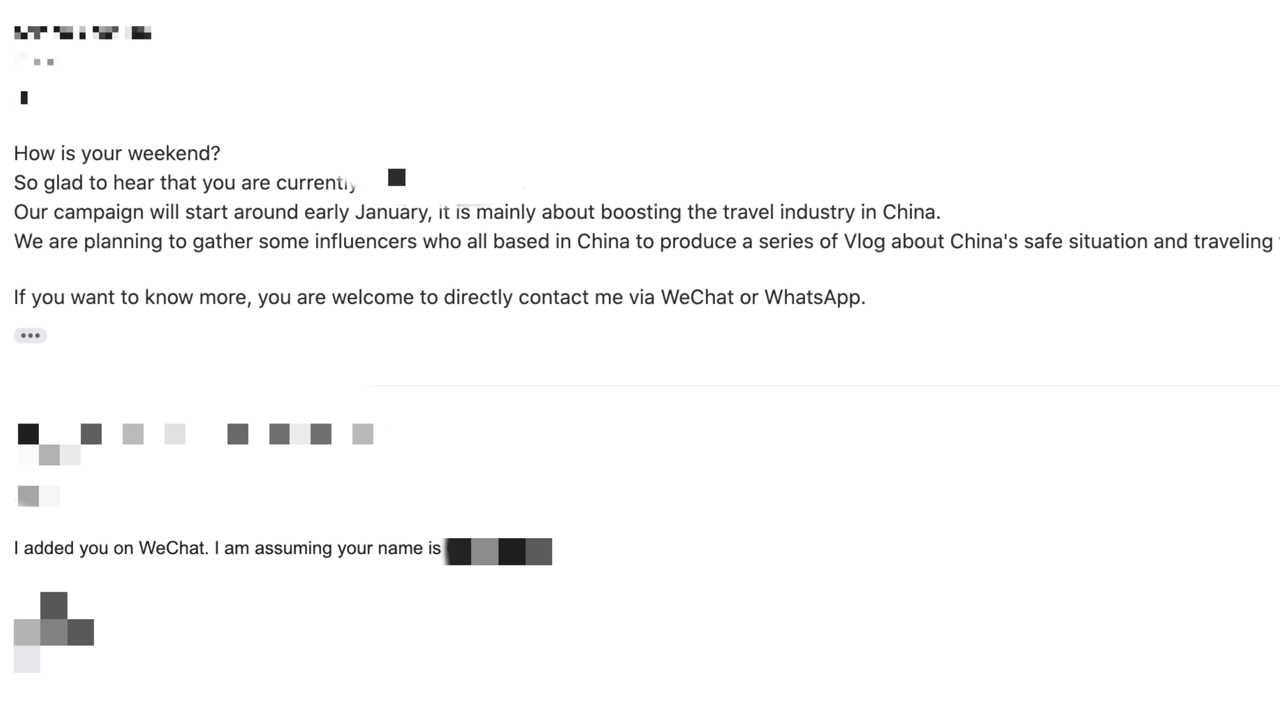 How is your weekend?
So glad to hear that you are currently
Our campaign will start around early January, it is mainly about boosting the travel industry in China.
We are planning to gather some influencers who all based in China to produce a series of Vlog about China's safe situation and traveling
If you want to know more, you are welcome to directly contact me via WeChat or WhatsApp.
I added you on WeChat. I am assuming your name is